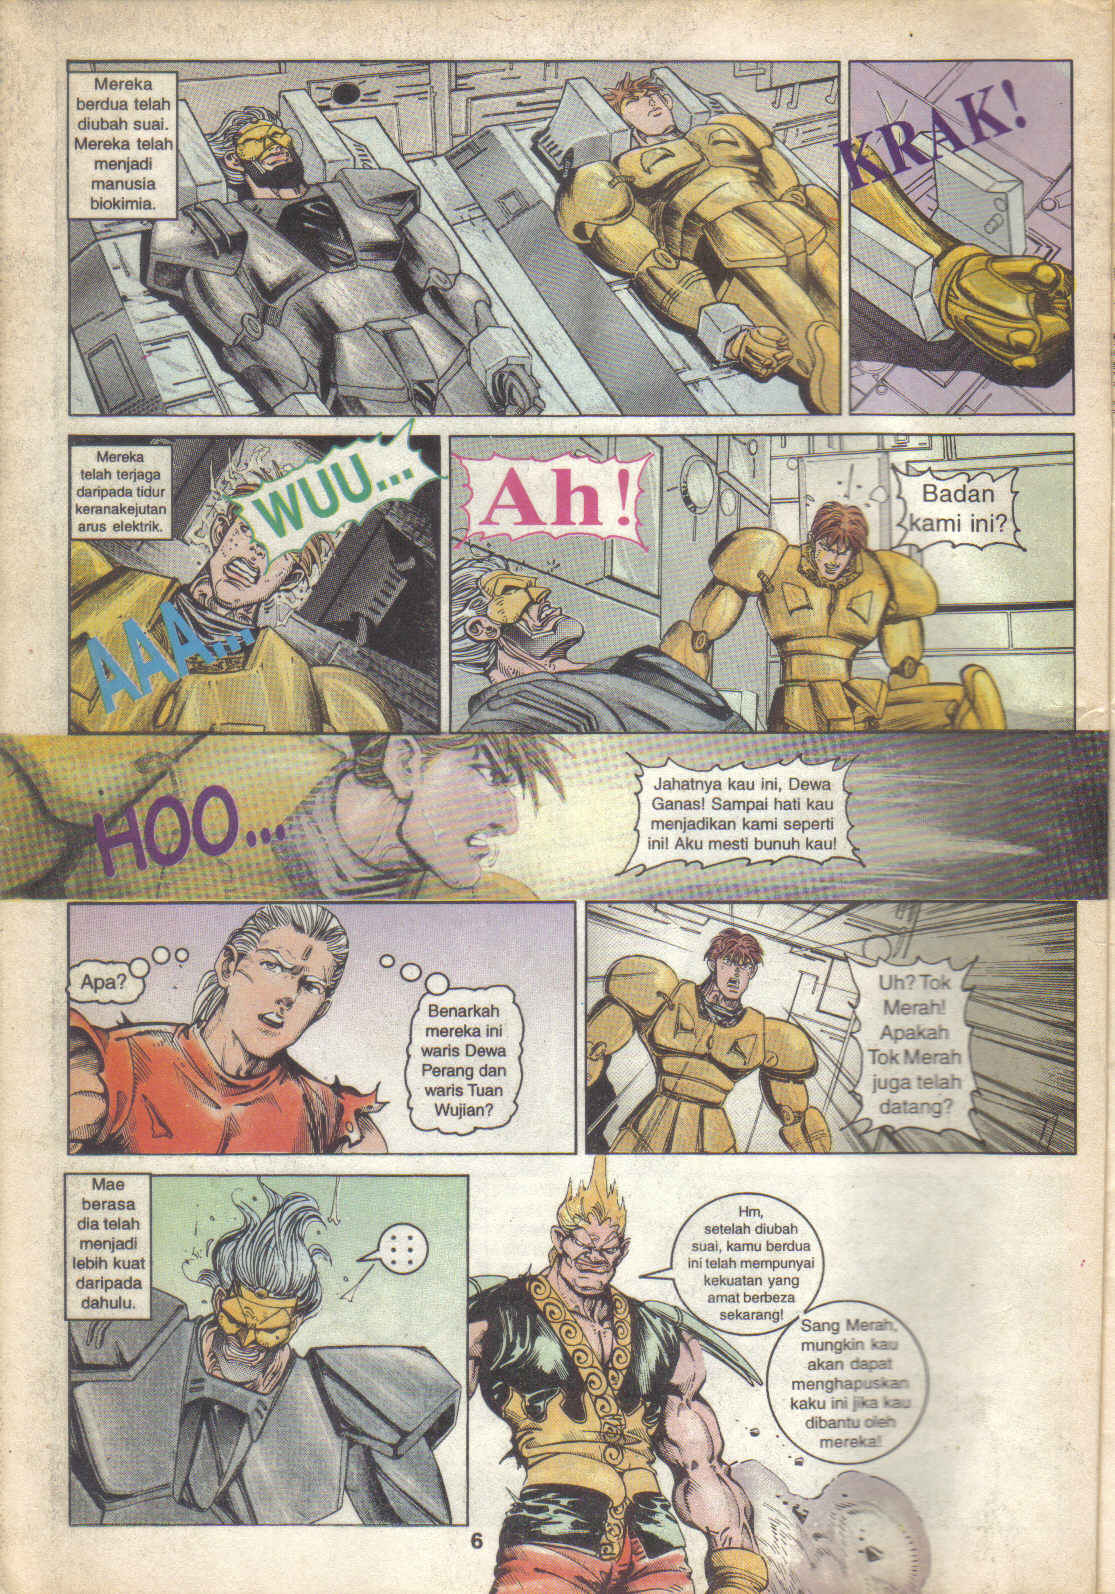 Mereka
berdua telah
diubah suai.
Mereka telah
menjadi
manusia
biokimia.
KRAK!
Mereka
telah terjaga
daripada tidur
keranakejutan
arus elektrik.
WUU...
AAA...
Ah!
Badan
kami ini?
HOO...
Jahatnya kau ini, Dewa
Ganas! Sampai hati kau
menjadikan kami seperti
ini! Aku mesti bunuh kau!
Apa?
Benarkah
mereka ini
waris Dewa
Perang dan
waris Tuan
Wujian?
Uh? Tok
Merah!
Apakah
Tok Merah
juga telah
datang?
Mae
berasa
dia telah
menjadi
lebih kuat
daripada
dahulu.
Hm,
setelah diubah
suai, kamu berdua
ini telah mempunyai
kekuatan yang
amat berbeza
sekarang!
Sang Merah,
mungkin kau
akan dapat
menghapuskan
kaku ini jika kau
dibantu oleh
mereka!
6